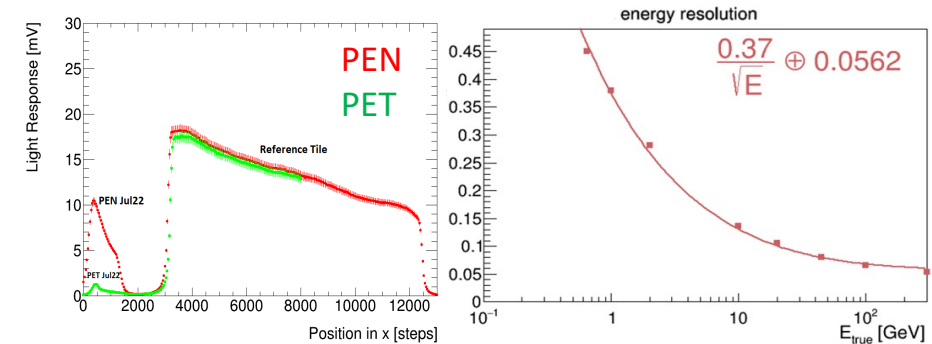 Light Response [mV]
30
25
20
15
10
5
0
PEN
PET
Reference Tile
PEN Jul22
PET Jul22
0 2000 4000 6000 8000 10000 12000
Position in x [steps]
energy resolution
0.37
√E ⊕ 0.0562
0.45
0.4
0.35
0.3
0.25
0.2
0.15
0.1
0.05
0
10⁻¹ 1 10 10²
E_true [GeV]